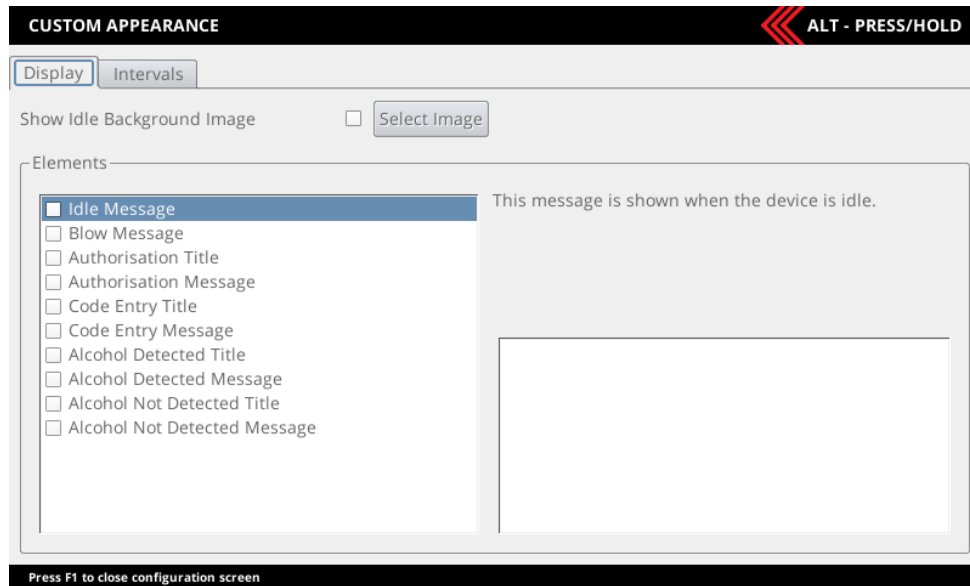 CUSTOM APPEARANCE
ALT - PRESS/HOLD
Display
Intervals
Show Idle Background Image
Select Image
Elements
Idle Message
This message is shown when the device is idle.
Blow Message
Authorisation Title
Authorisation Message
Code Entry Title
Code Entry Message
Alcohol Detected Title
Alcohol Detected Message
Alcohol Not Detected Title
Alcohol Not Detected Message
Press F1 to close configuration screen